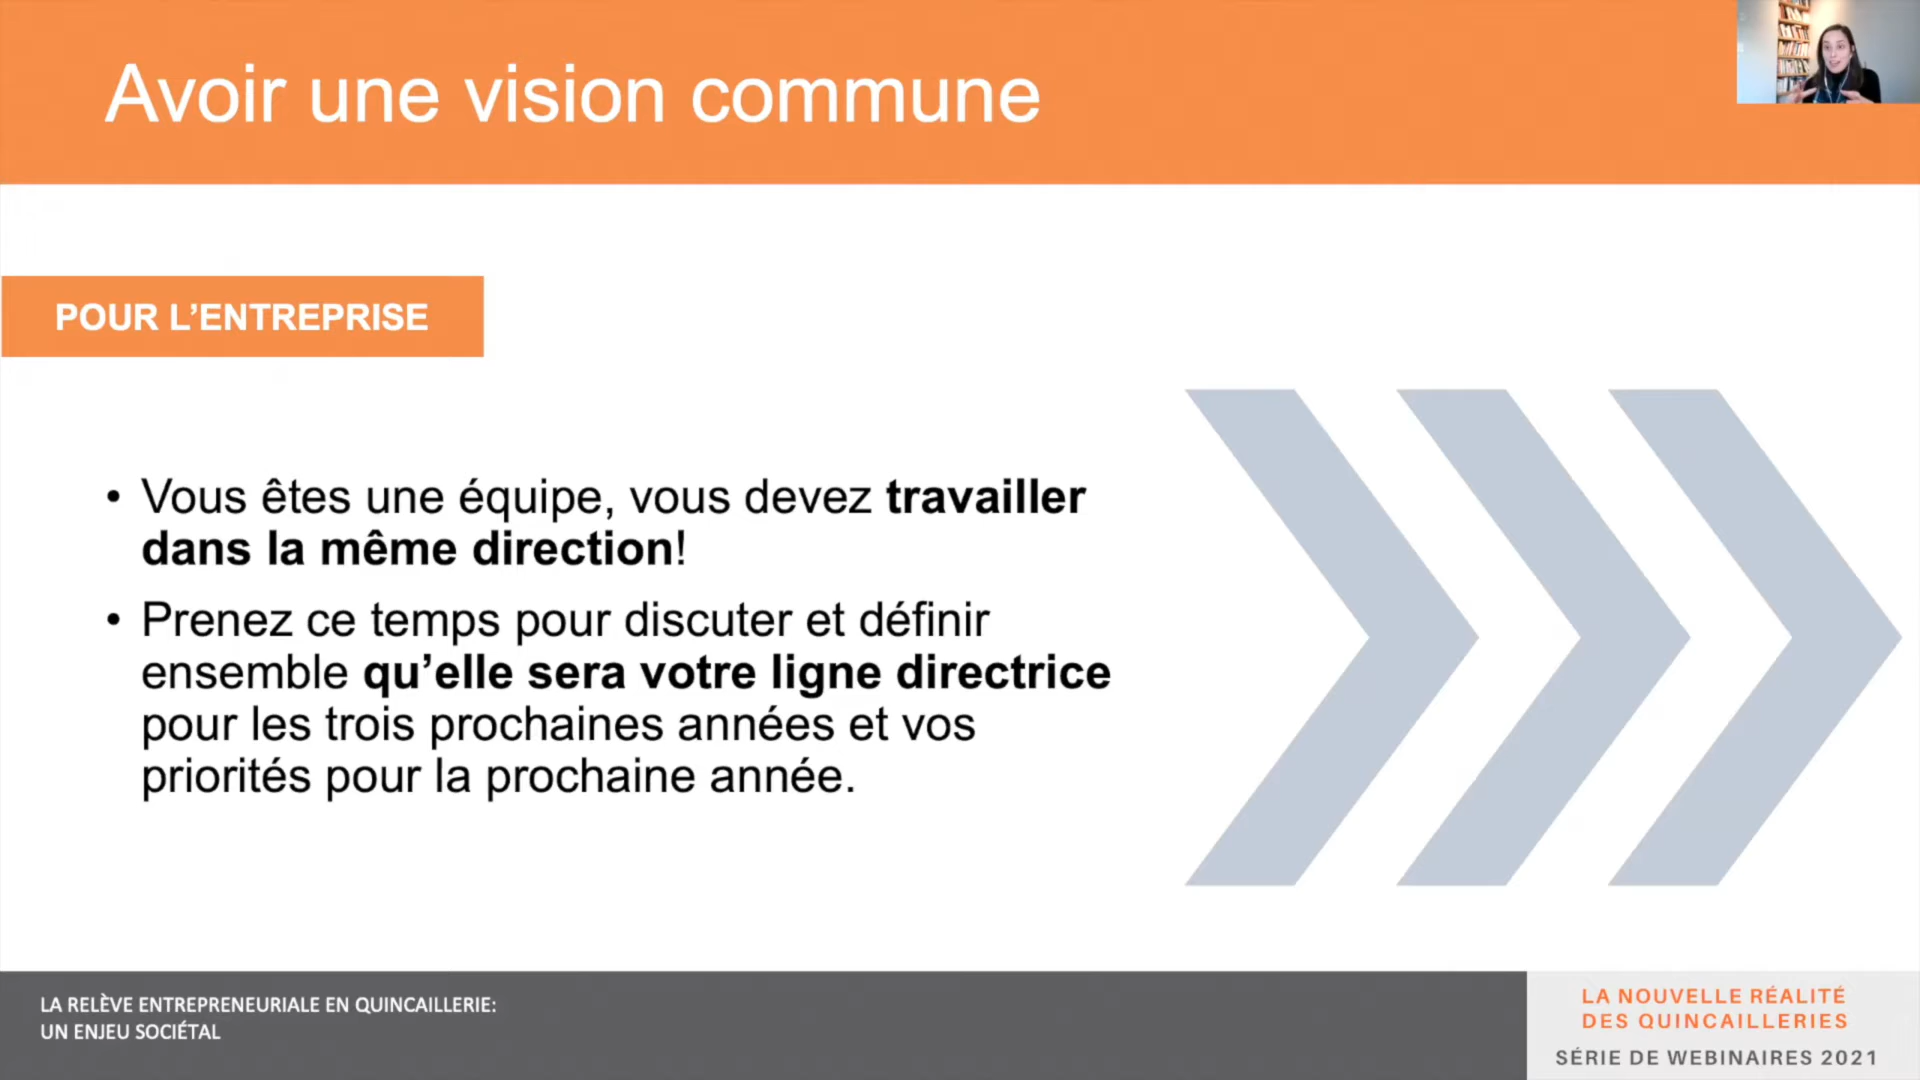 Avoir une vision commune
POUR L’ENTREPRISE
• Vous êtes une équipe, vous devez travailler
dans la même direction!
• Prenez ce temps pour discuter et définir
ensemble qu’elle sera votre ligne directrice
pour les trois prochaines années et vos
priorités pour la prochaine année.
LA RELÈVE ENTREPRENEURIALE EN QUINCAILLERIE:
UN ENJEU SOCIÉTAL
LA NOUVELLE RÉALITÉ
DES QUINCAILLERIES
SÉRIE DE WEBINAIRES 2021